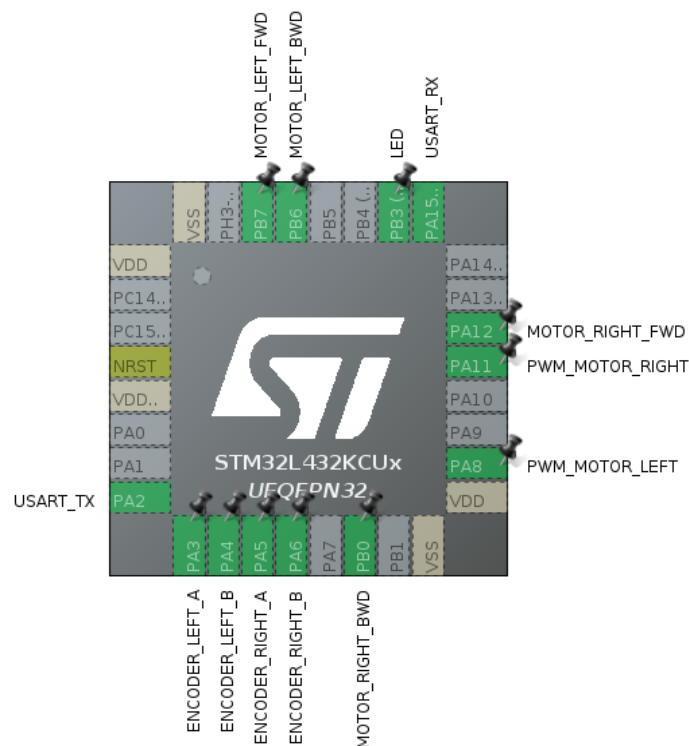 MOTOR_LEFT_FWD
MOTOR_LEFT_BWD
LED
USART_RX
VSS
PH3-..
PB7
PB6
PB5
PB4 (..
PB3 (..
PA15..
VDD
PC14..
PC15..
NRST
VDD..
PA0
PA1
USART_TX PA2
PA14..
PA13..
PA12 MOTOR_RIGHT_FWD
PA11 PWM_MOTOR_RIGHT
PA10
PA9
PA8 PWM_MOTOR_LEFT
VDD
STM32L432KCUx
UFQFPN32
PA3
PA4
PA5
PA6
PA7
PB0
PB1
VSS
ENCODER_LEFT_A
ENCODER_LEFT_B
ENCODER_RIGHT_A
ENCODER_RIGHT_B
MOTOR_RIGHT_BWD